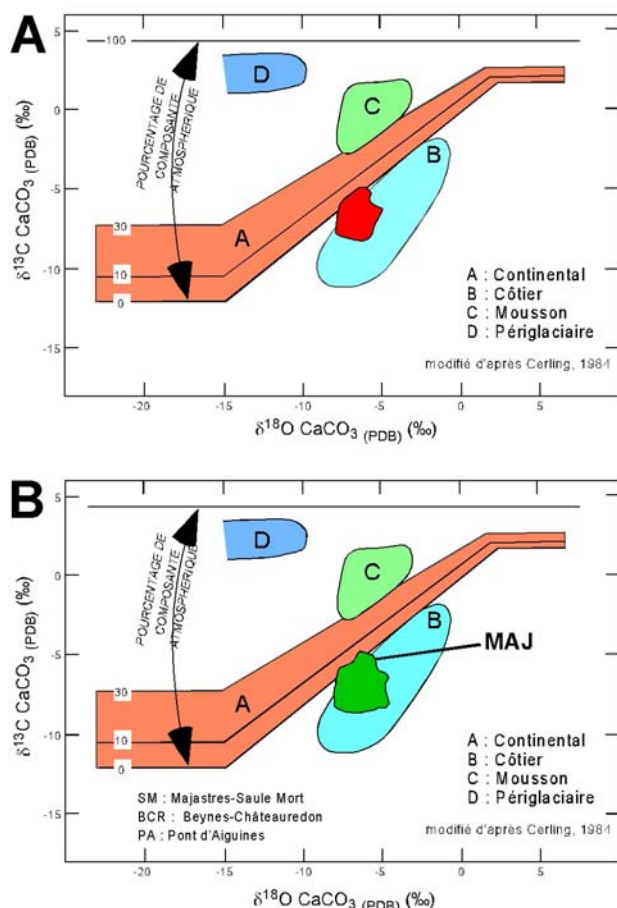 A
5
0
-5
-10
-15
δ¹³C CaCO₃ (PDB) (‰)
100
POURCENTAGE DE
COMPOSANTE
ATMOSPHERIQUE
30
10
0
D
C
B
A
A : Continental
B : Côtier
C : Mousson
D : Périglaciaire
modifié d'après Cerling, 1984
-20 -15 -10 -5 0 5
δ¹⁸O CaCO₃ (PDB) (‰)
B
5
0
-5
-10
-15
δ¹³C CaCO₃ (PDB) (‰)
POURCENTAGE DE
COMPOSANTE
ATMOSPHERIQUE
30
10
0
D
C
B
MAJ
A
A : Continental
B : Côtier
C : Mousson
D : Périglaciaire
SM : Majastres-Saule Mort
BCR : Beynes-Châteauredon
PA : Pont d'Aiguines
modifié d'après Cerling, 1984
-20 -15 -10 -5 0 5
δ¹⁸O CaCO₃ (PDB) (‰)